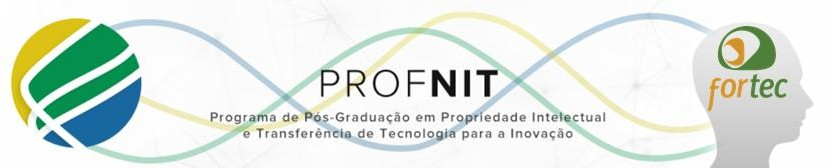 PROFNIT
Programa de Pós-Graduação em Propriedade Intelectual
e Transferência de Tecnologia para a Inovação
fortec